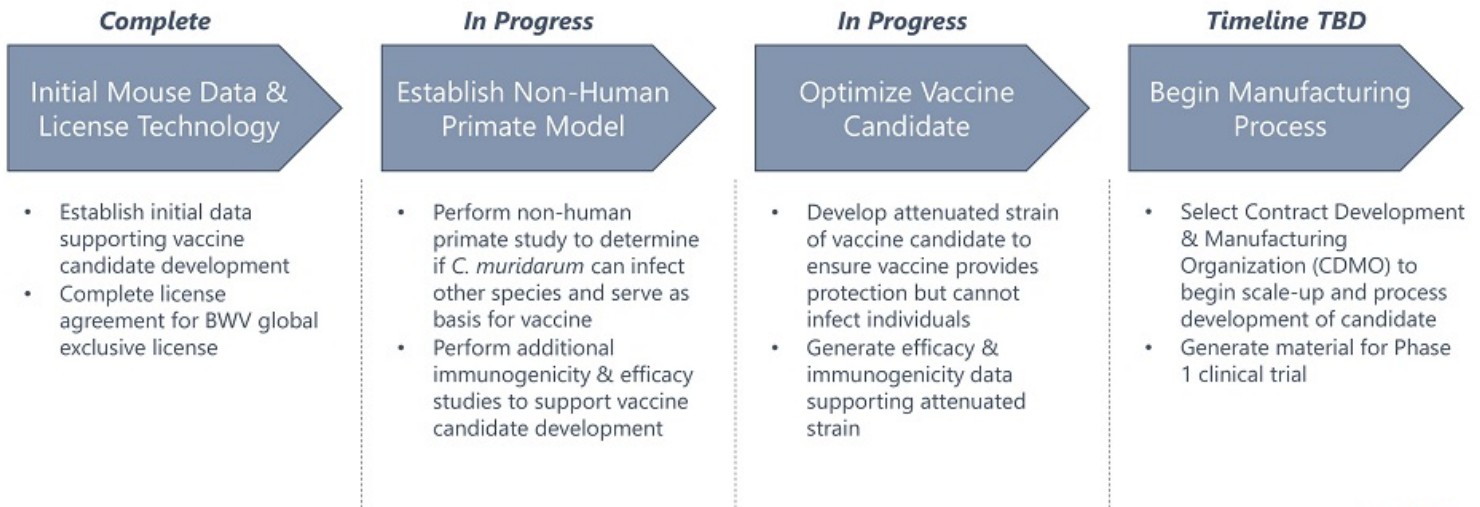 Complete
Initial Mouse Data &
License Technology
• Establish initial data
supporting vaccine
candidate development
• Complete license
agreement for BWV global
exclusive license
In Progress
Establish Non-Human
Primate Model
• Perform non-human
primate study to determine
if C. muridarum can infect
other species and serve as
basis for vaccine
• Perform additional
immunogenicity & efficacy
studies to support vaccine
candidate development
In Progress
Optimize Vaccine
Candidate
• Develop attenuated strain
of vaccine candidate to
ensure vaccine provides
protection but cannot
infect individuals
• Generate efficacy &
immunogenicity data
supporting attenuated
strain
Timeline TBD
Begin Manufacturing
Process
• Select Contract Development
& Manufacturing
Organization (CDMO) to
begin scale-up and process
development of candidate
• Generate material for Phase
1 clinical trial